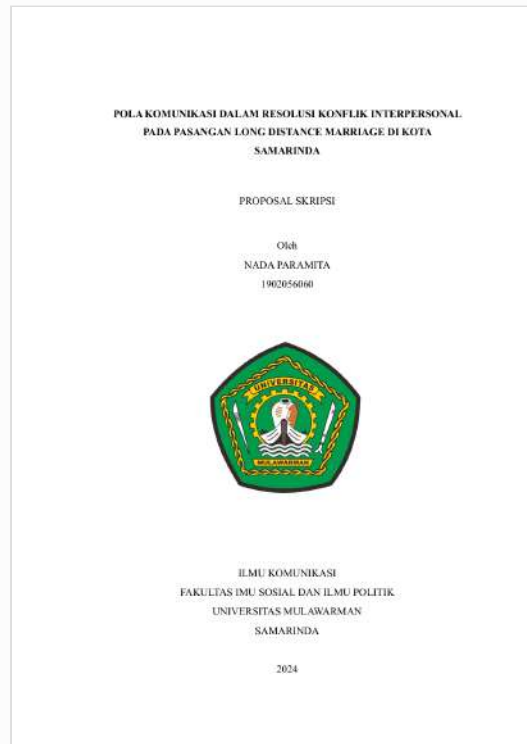 POLA KOMUNIKASI DALAM RESOLUSI KONFLIK INTERPERSONAL
PADA PASANGAN LONG DISTANCE MARRIAGE DI KOTA
SAMARINDA
PROPOSAL SKRIPSI
Oleh
NADA PARAMITA
1902056060
UNIVERSITAS
MULAWARMAN
ILMU KOMUNIKASI
FAKULTAS IMU SOSIAL DAN ILMU POLITIK
UNIVERSITAS MULAWARMAN
SAMARINDA
2024